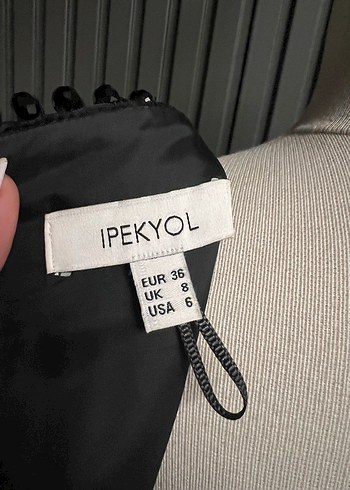 IPEKYOL
EUR 36
UK 8
USA 6